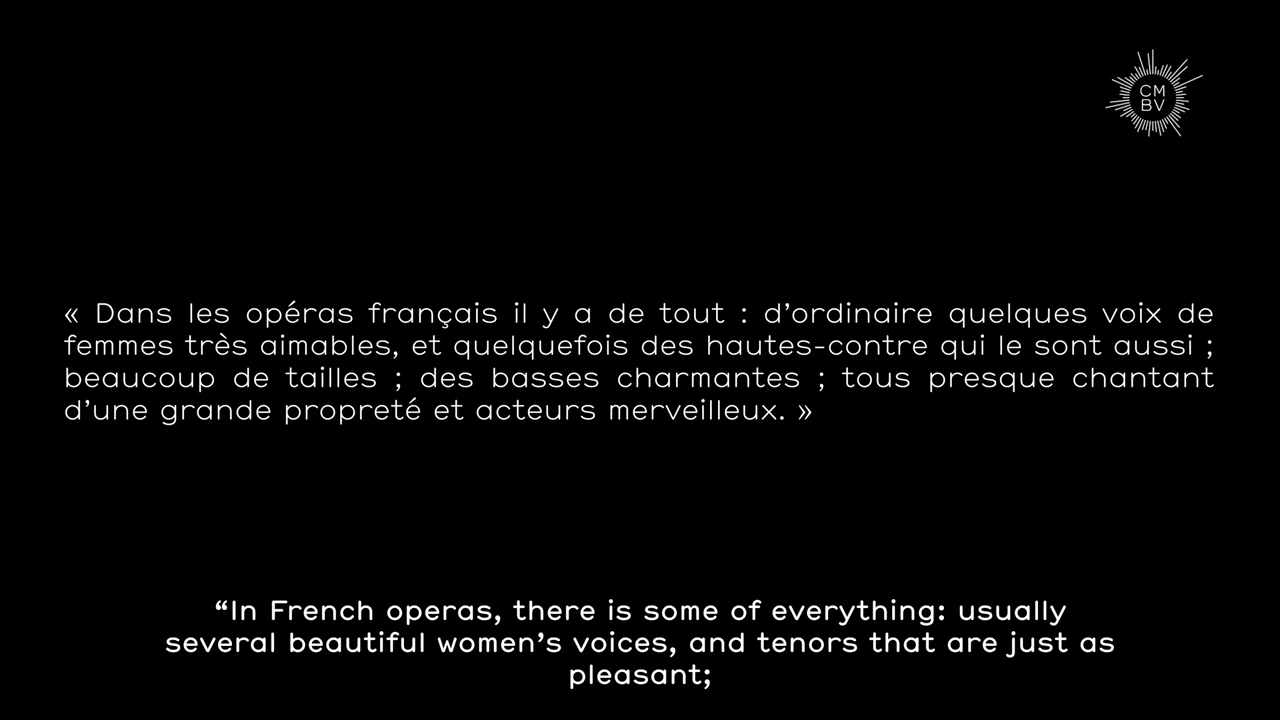 CM
BV
« Dans les opéras français il y a de tout : d’ordinaire quelques voix de
femmes très aimables, et quelquefois des hautes-contre qui le sont aussi ;
beaucoup de tailles ; des basses charmantes ; tous presque chantant
d’une grande propreté et acteurs merveilleux. »
“In French operas, there is some of everything: usually
several beautiful women’s voices, and tenors that are just as
pleasant;